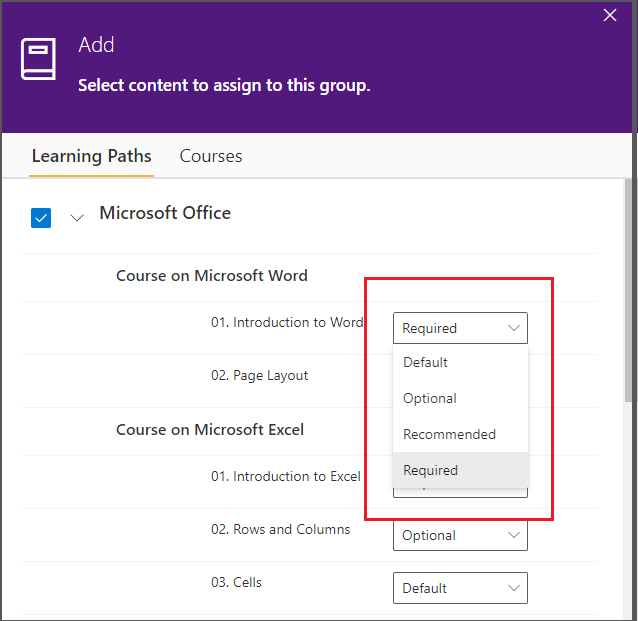 Add
Select content to assign to this group.
Learning Paths Courses
Microsoft Office
Course on Microsoft Word
01. Introduction to Word Required
Default
02. Page Layout
Optional
Course on Microsoft Excel
Recommended
01. Introduction to Excel Required
02. Rows and Columns Optional
03. Cells Default